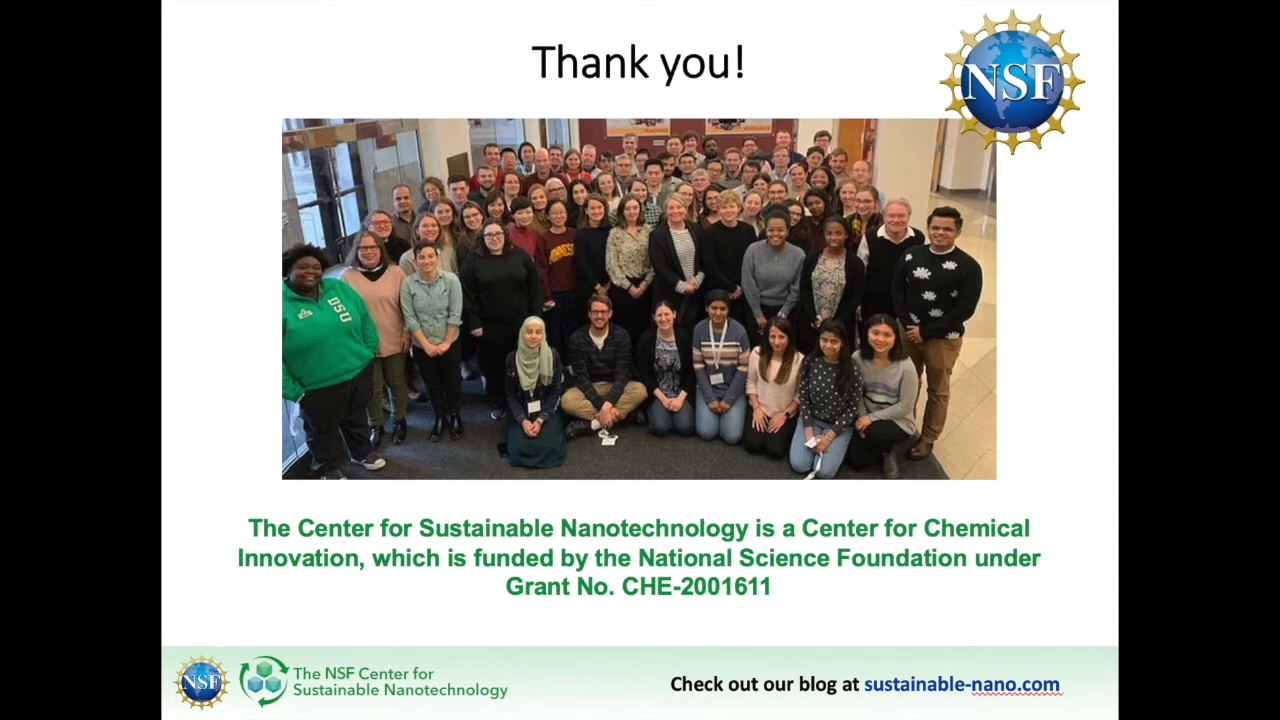 Thank you!
NSF
DSU
The Center for Sustainable Nanotechnology is a Center for Chemical
Innovation, which is funded by the National Science Foundation under
Grant No. CHE-2001611
NSF
The NSF Center for
Sustainable Nanotechnology
Check out our blog at sustainable-nano.com